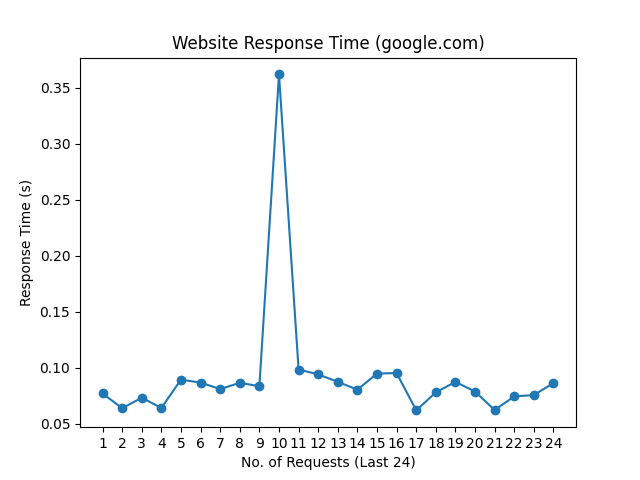 Website Response Time (google.com)
0.35
0.30
0.25
0.20
0.15
0.10
0.05
Response Time (s)
1 2 3 4 5 6 7 8 9 10 11 12 13 14 15 16 17 18 19 20 21 22 23 24
No. of Requests (Last 24)